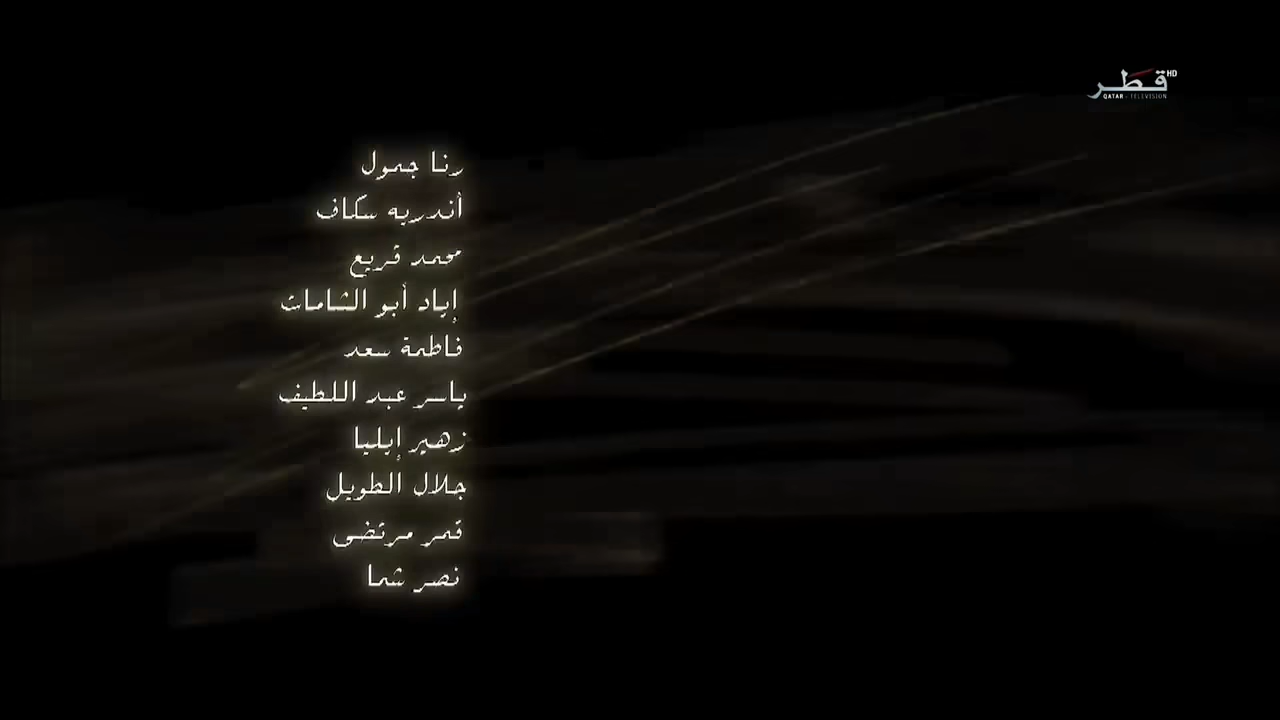 قطر HD
QATAR - TELEVISION
رنا جمول
أندريه سكاف
محمد قريع
إياد أبو الشامات
فاطمة سعد
ياسر عبد اللطيف
زهير إيليا
جلال الطويل
قمر مرتضى
نصر شما